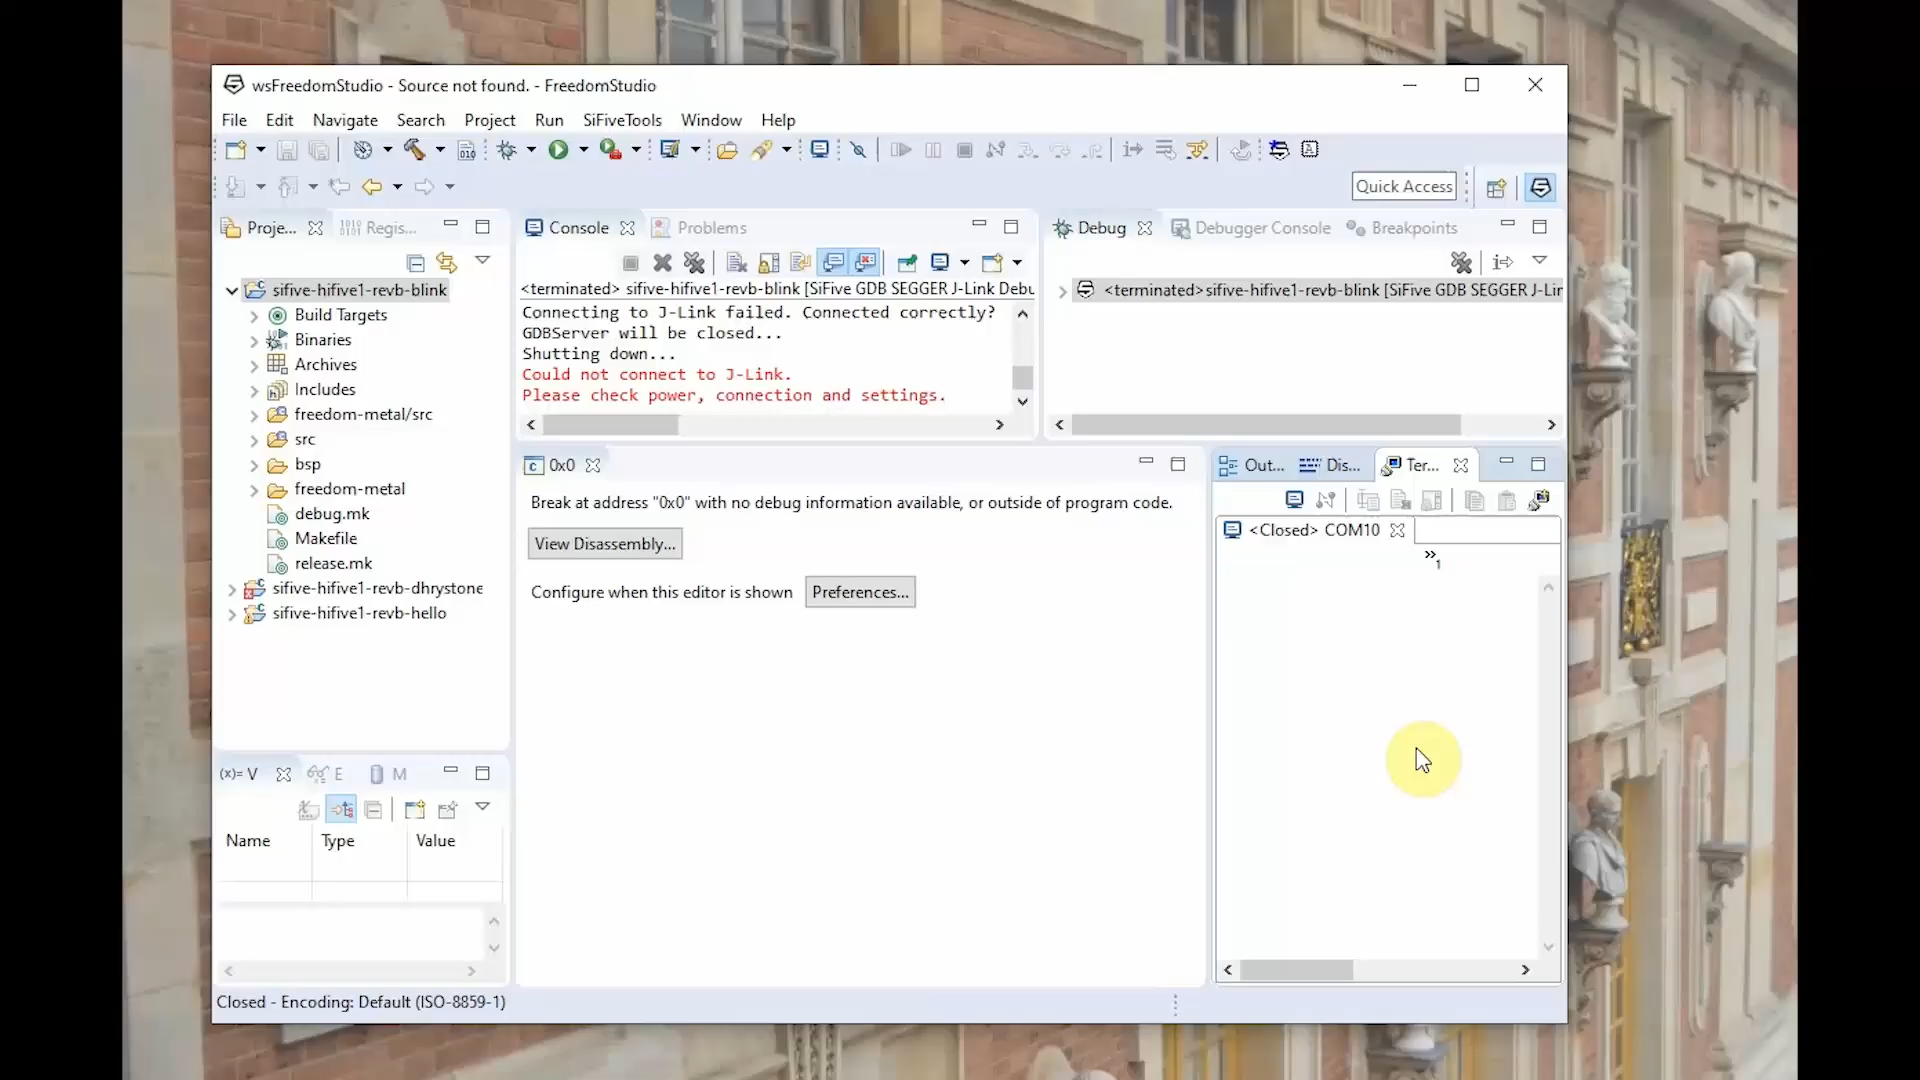 wsFreedomStudio - Source not found. - FreedomStudio
File Edit Navigate Search Project Run SiFiveTools Window Help
Quick Access
Proje... Regis...
sifive-hifive1-revb-blink
Build Targets
Binaries
Archives
Includes
freedom-metal/src
src
bsp
freedom-metal
debug.mk
Makefile
release.mk
sifive-hifive1-revb-dhrystone
sifive-hifive1-revb-hello
Console Problems
<terminated> sifive-hifive1-revb-blink [SiFive GDB SEGGER J-Link Debu
Connecting to J-Link failed. Connected correctly?
GDBServer will be closed...
Shutting down...
Could not connect to J-Link.
Please check power, connection and settings.
Debug Debugger Console Breakpoints
<terminated>sifive-hifive1-revb-blink [SiFive GDB SEGGER J-Lin
0x0
Break at address "0x0" with no debug information available, or outside of program code.
View Disassembly...
Configure when this editor is shown Preferences...
Out... Dis... Ter...
<Closed> COM10
»1
(x)= V E M
Name Type Value
Closed - Encoding: Default (ISO-8859-1)